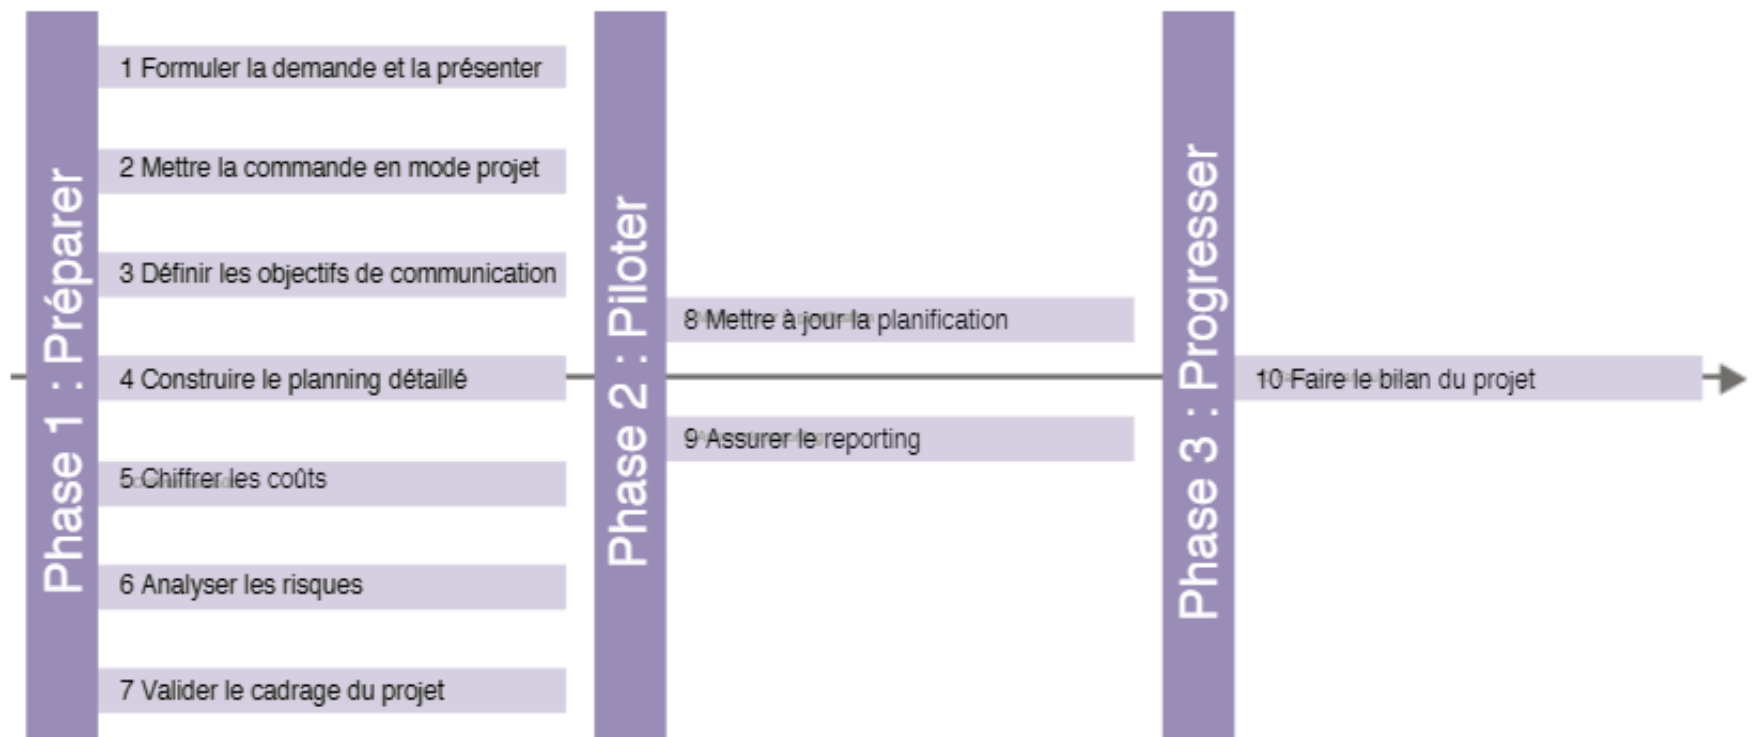 Phase 1 : Préparer
1 Formuler la demande et la présenter
2 Mettre la commande en mode projet
3 Définir les objectifs de communication
4 Construire le planning détaillé
5 Chiffrer les coûts
6 Analyser les risques
7 Valider le cadrage du projet
Phase 2 : Piloter
8 Mettre à jour la planification
9 Assurer le reporting
Phase 3 : Progresser
10 Faire le bilan du projet